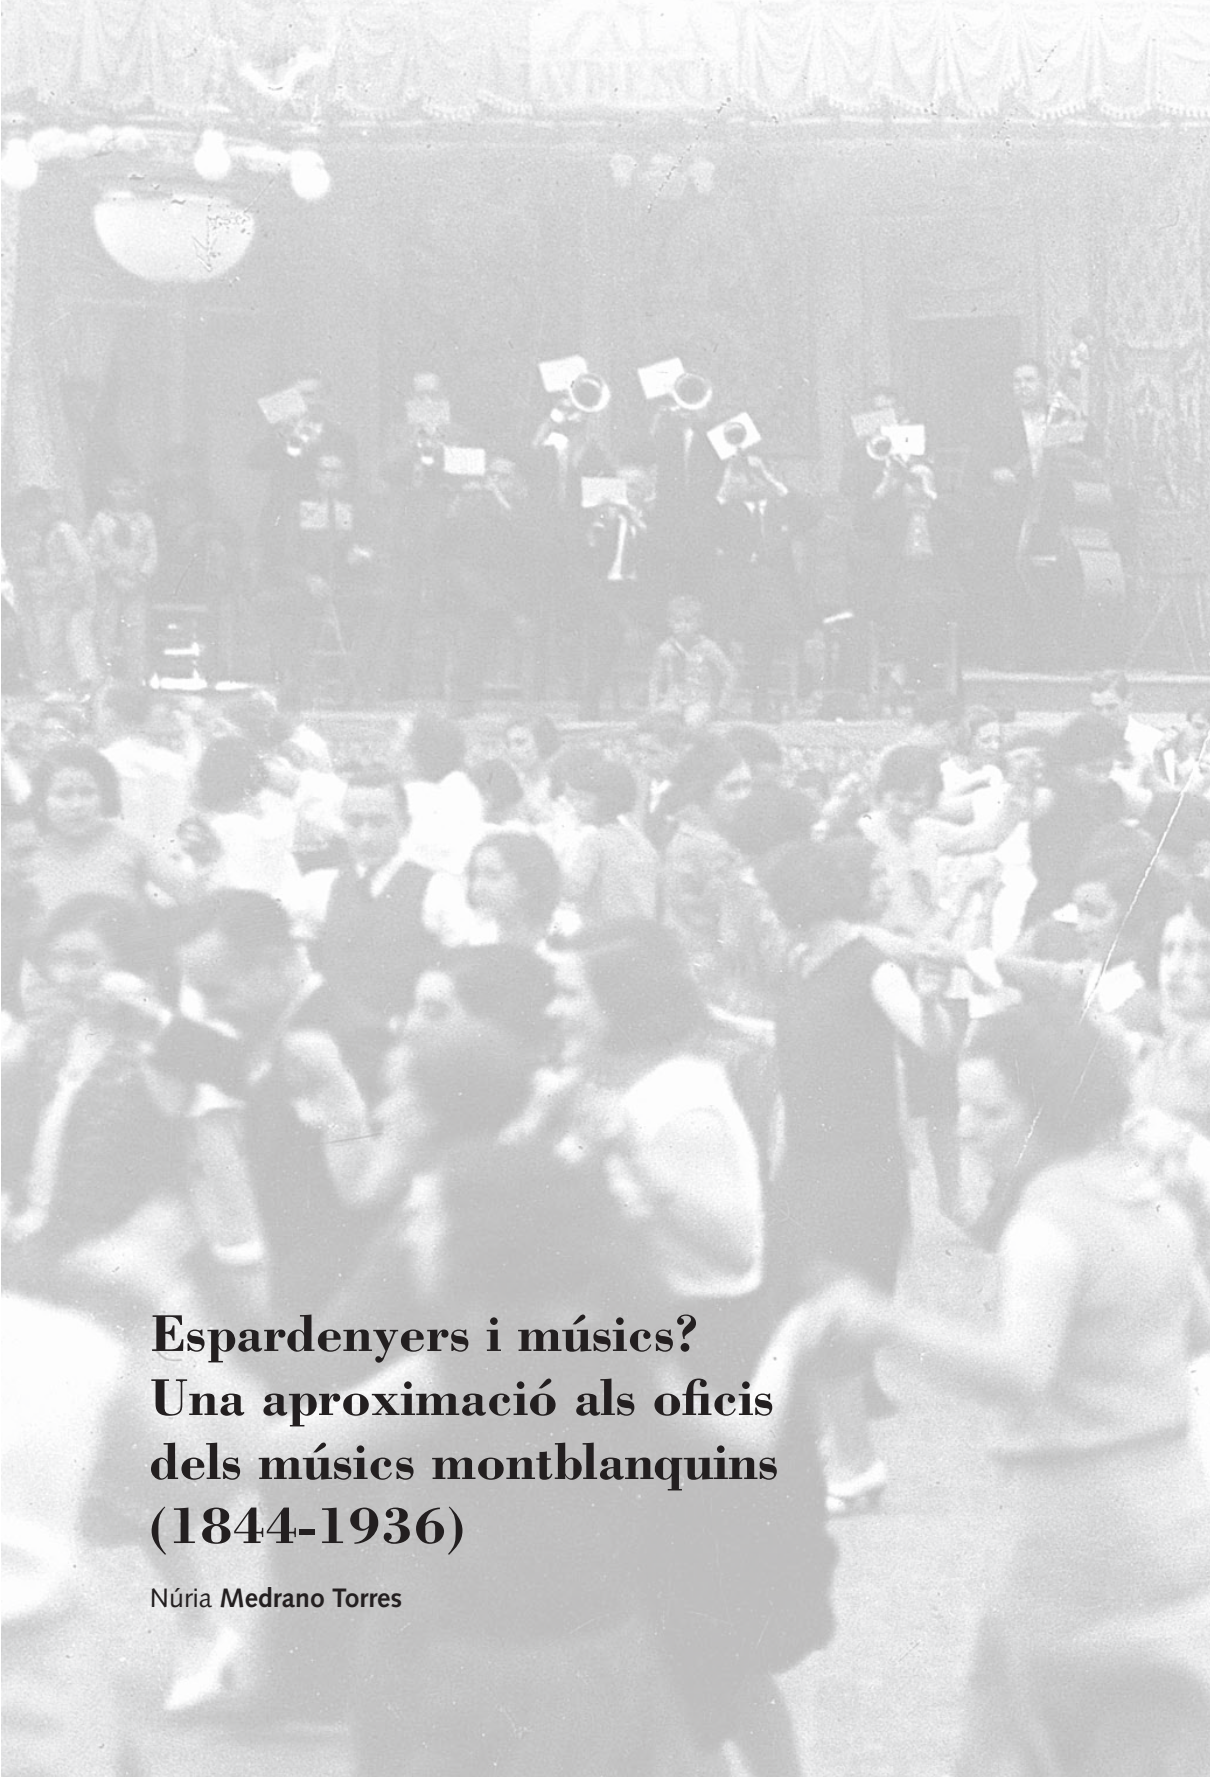 Espardenyers i músics?
Una aproximació als oficis
dels músics montblanquins
(1844-1936)
Núria Medrano Torres